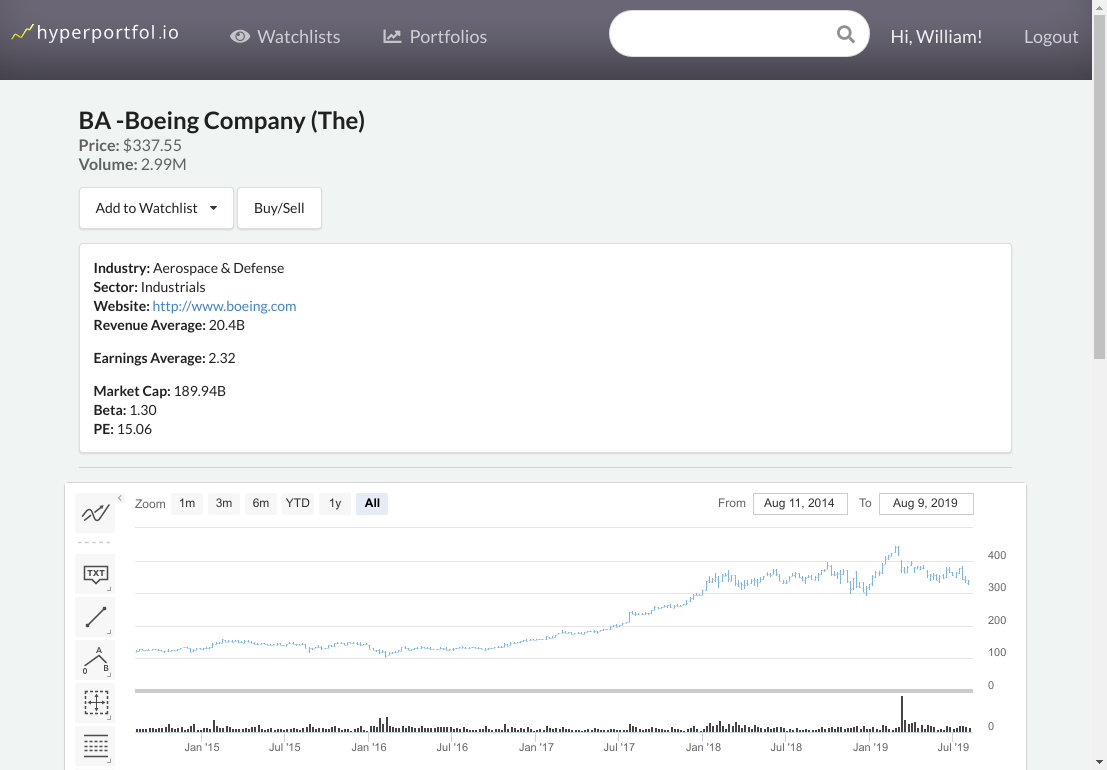 hyperportfol.io Watchlists Portfolios Hi, William! Logout
BA -Boeing Company (The)
Price: $337.55
Volume: 2.99M
Add to Watchlist Buy/Sell
Industry: Aerospace & Defense
Sector: Industrials
Website: http://www.boeing.com
Revenue Average: 20.4B
Earnings Average: 2.32
Market Cap: 189.94B
Beta: 1.30
PE: 15.06
Zoom 1m 3m 6m YTD 1y All From Aug 11, 2014 To Aug 9, 2019
400
TXT
300
200
A
0 B
100
0
0
Jan '15 Jul '15 Jan '16 Jul '16 Jan '17 Jul '17 Jan '18 Jul '18 Jan '19 Jul '19